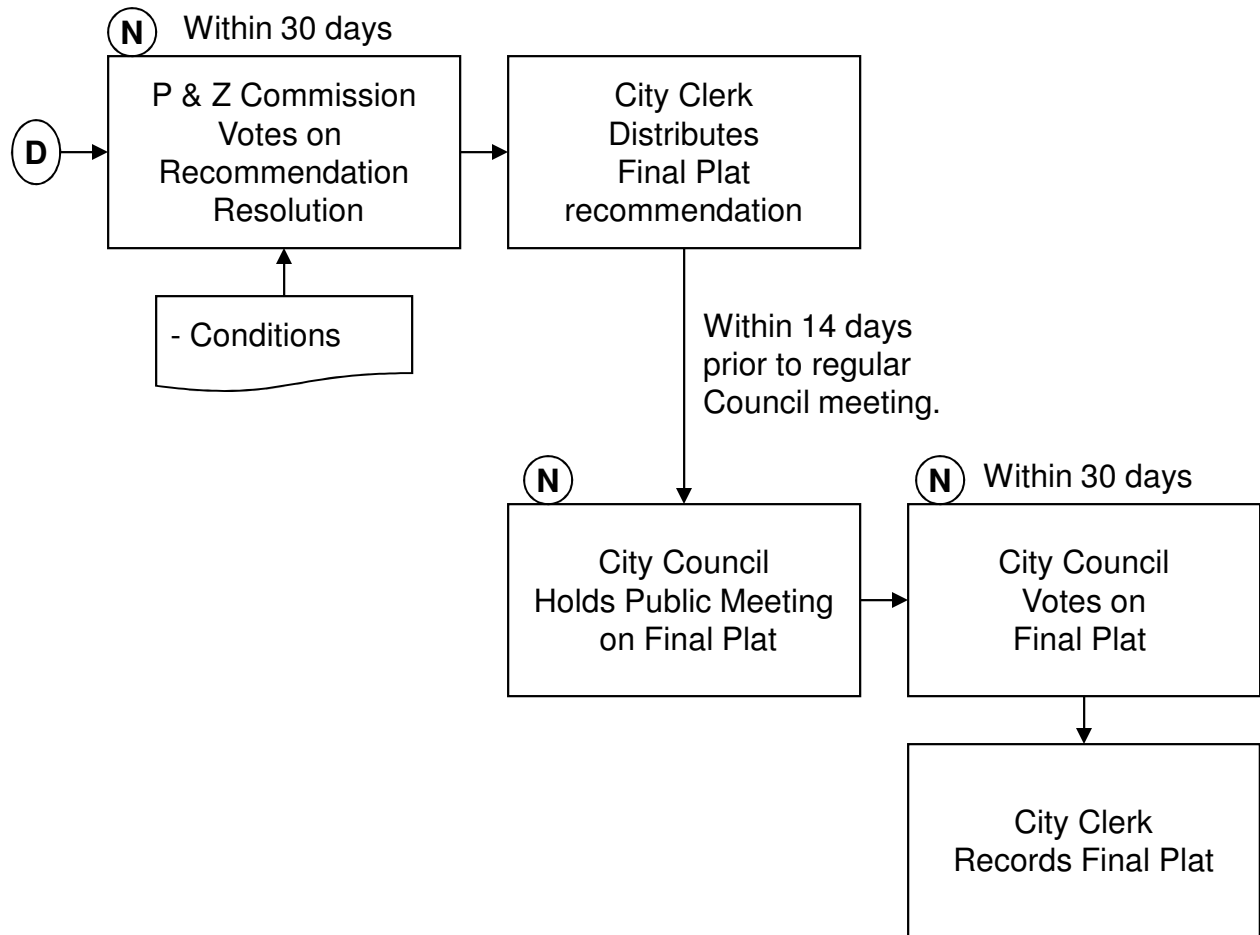 N Within 30 days
D
P & Z Commission
Votes on
Recommendation
Resolution
City Clerk
Distributes
Final Plat
recommendation
- Conditions
Within 14 days
prior to regular
Council meeting.
N
City Council
Holds Public Meeting
on Final Plat
N Within 30 days
City Council
Votes on
Final Plat
City Clerk
Records Final Plat